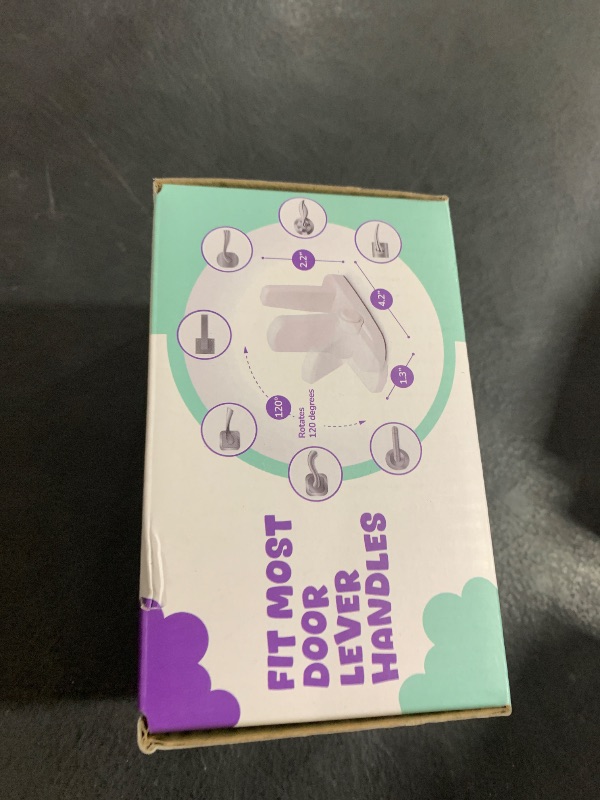 FIT MOST
DOOR
LEVER
HANDLES
120°
Rotates
120 degrees
2.2"
4.2"
1.3"